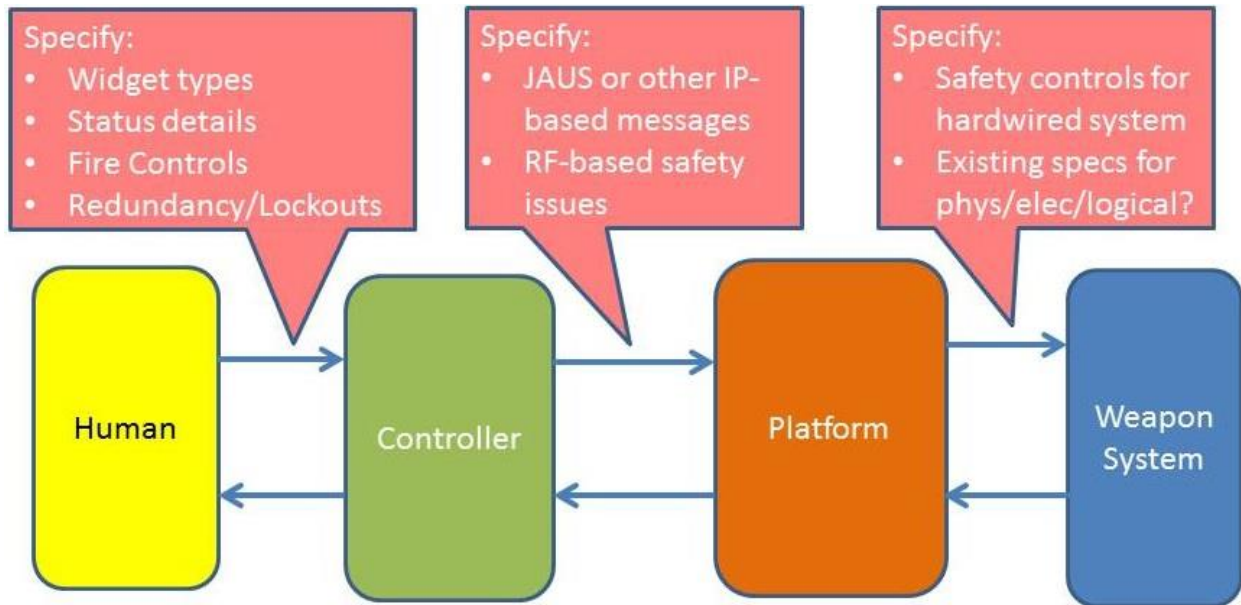 Specify:
• Widget types
• Status details
• Fire Controls
• Redundancy/Lockouts
Specify:
• JAUS or other IP-
based messages
• RF-based safety
issues
Specify:
• Safety controls for
hardwired system
• Existing specs for
phys/elec/logical?
Human
Controller
Platform
Weapon
System